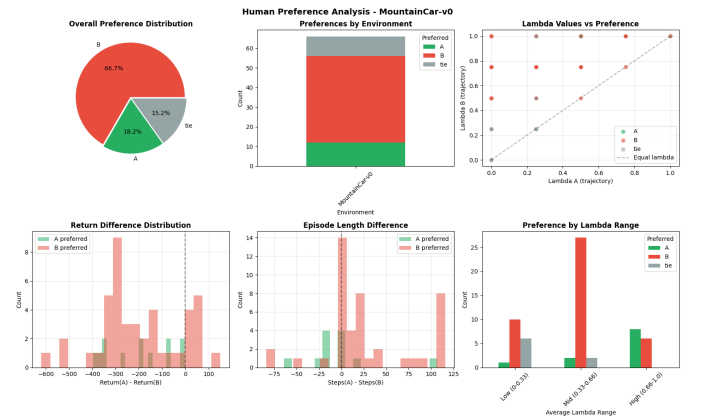 Human Preference Analysis - MountainCar-v0
Overall Preference Distribution
B
66.7%
15.2%
tie
18.2%
A
Preferences by Environment
Preferred
A
B
tie
60
50
40
30
20
10
0
Count
MountainCar-v0
Environment
Lambda Values vs Preference
1.0
0.8
0.6
0.4
0.2
0.0
Lambda B (trajectory)
A
B
tie
Equal lambda
0.0 0.2 0.4 0.6 0.8 1.0
Lambda A (trajectory)
Return Difference Distribution
A preferred
B preferred
8
6
4
2
0
Count
−600 −500 −400 −300 −200 −100 0 100
Return(A) - Return(B)
Episode Length Difference
A preferred
B preferred
14
12
10
8
6
4
2
0
Count
−75 −50 −25 0 25 50 75 100 125
Steps(A) - Steps(B)
Preference by Lambda Range
Preferred
A
B
tie
25
20
15
10
5
0
Count
Low (0-0.33)
Mid (0.33-0.66)
High (0.66-1.0)
Average Lambda Range